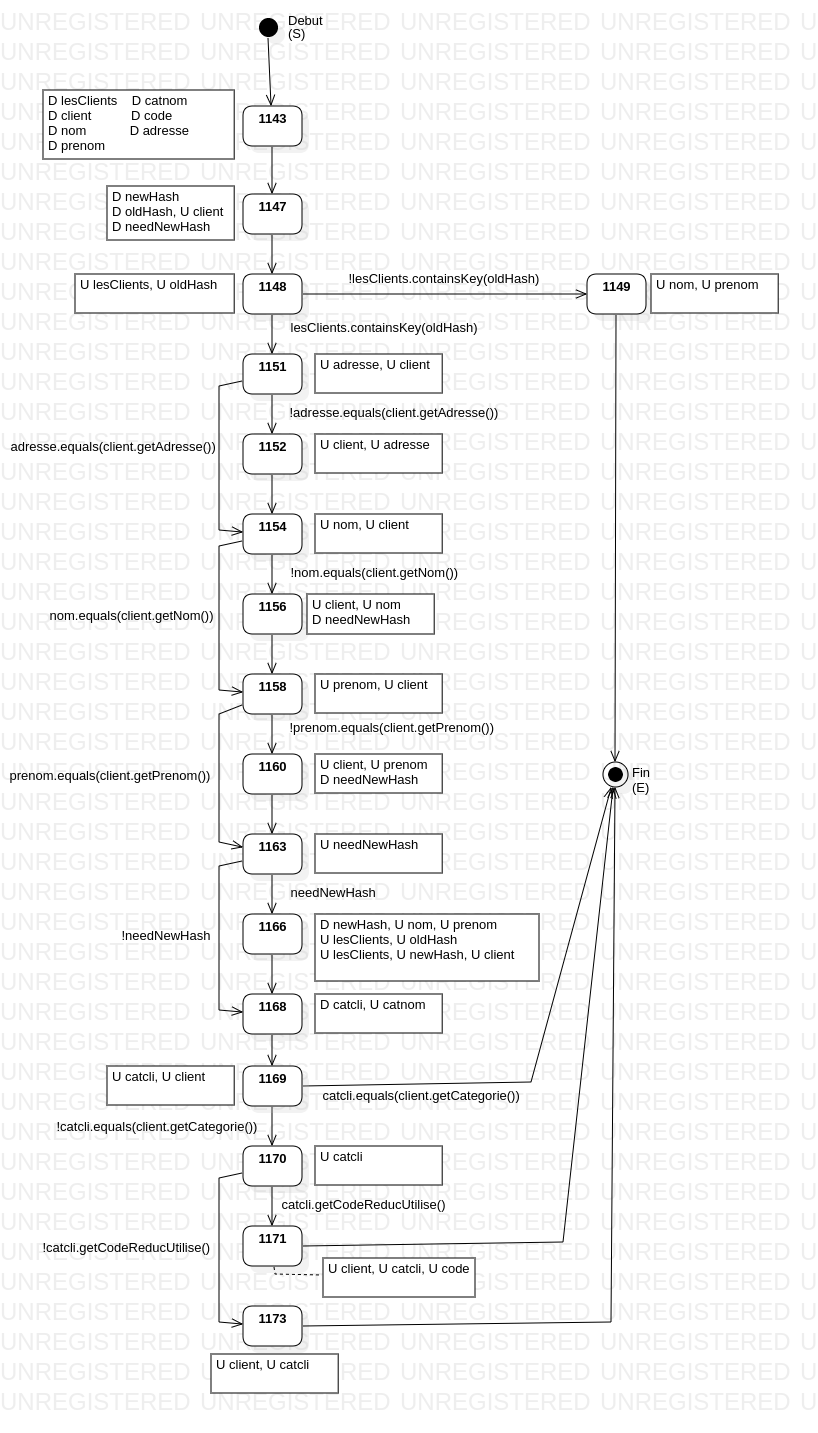 Debut
(S)
D lesClients    D catnom
D client           D code
D nom            D adresse
D prenom
1143
D newHash
D oldHash, U client
D needNewHash
1147
U lesClients, U oldHash
1148
!lesClients.containsKey(oldHash)
1149
U nom, U prenom
lesClients.containsKey(oldHash)
1151
U adresse, U client
!adresse.equals(client.getAdresse())
adresse.equals(client.getAdresse())
1152
U client, U adresse
1154
U nom, U client
!nom.equals(client.getNom())
nom.equals(client.getNom())
1156
U client, U nom
D needNewHash
1158
U prenom, U client
!prenom.equals(client.getPrenom())
prenom.equals(client.getPrenom())
1160
U client, U prenom
D needNewHash
Fin
(E)
1163
U needNewHash
needNewHash
!needNewHash
1166
D newHash, U nom, U prenom
U lesClients, U oldHash
U lesClients, U newHash, U client
1168
D catcli, U catnom
U catcli, U client
1169
catcli.equals(client.getCategorie())
!catcli.equals(client.getCategorie())
1170
U catcli
catcli.getCodeReducUtilise()
!catcli.getCodeReducUtilise()
1171
U client, U catcli, U code
1173
U client, U catcli
UNREGISTERED